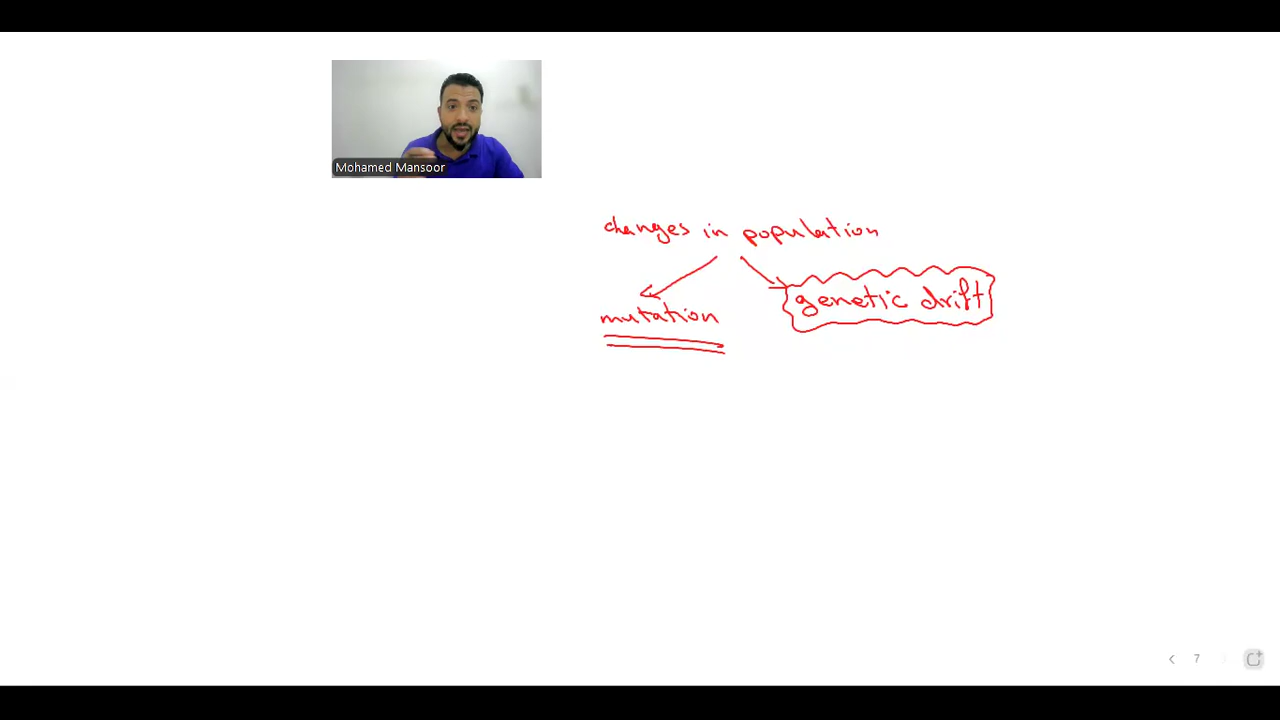 Mohamed Mansoor
changes in population
genetic drift
mutation
7